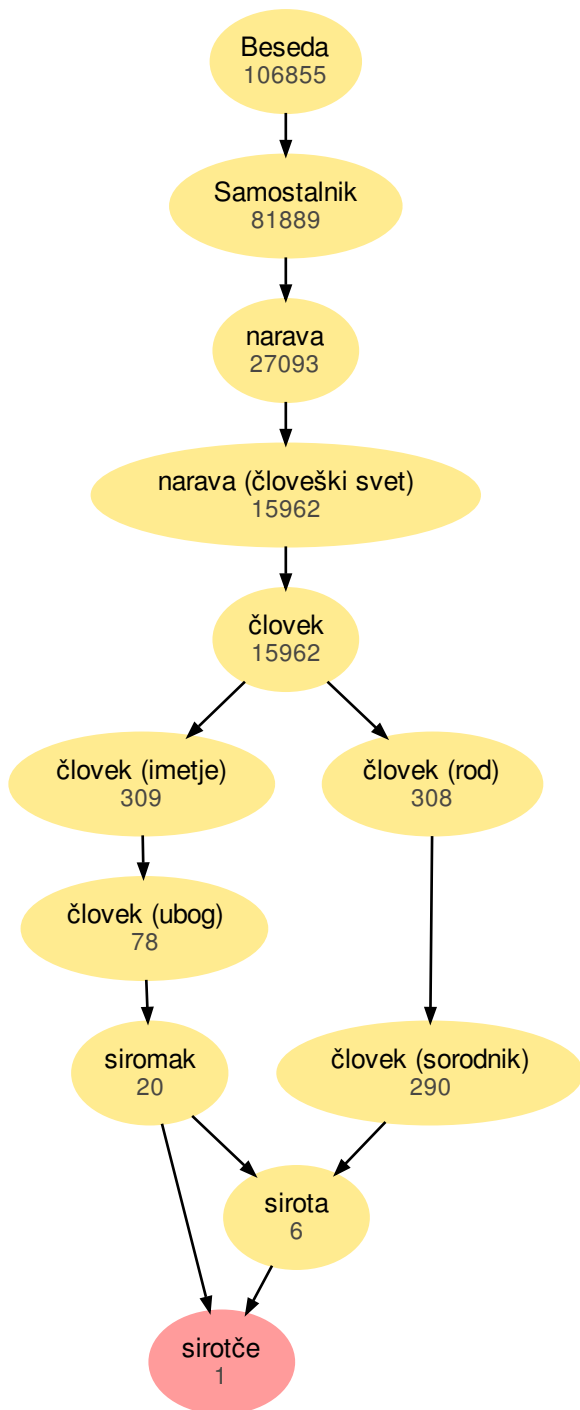 Beseda
106855
Samostalnik
81889
narava
27093
narava (človeški svet)
15962
človek
15962
človek (imetje)
309
človek (rod)
308
človek (ubog)
78
siromak
20
človek (sorodnik)
290
sirota
6
sirotče
1